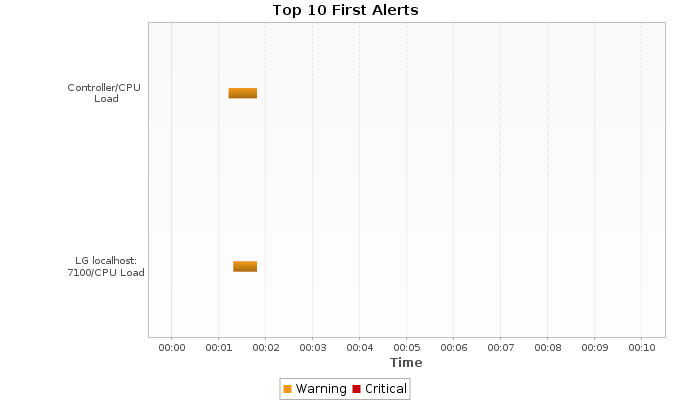 Top 10 First Alerts
Controller/CPU
Load
LG localhost:
7100/CPU Load
00:00 00:01 00:02 00:03 00:04 00:05 00:06 00:07 00:08 00:09 00:10
Time
Warning Critical